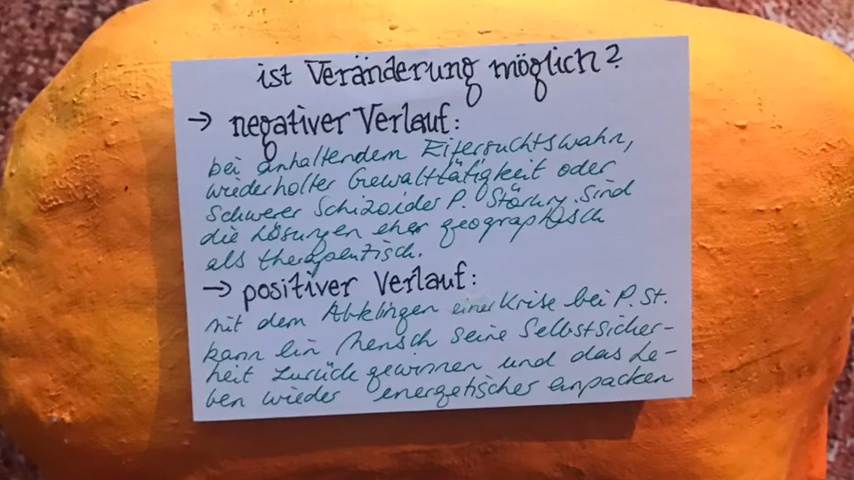 ist Veränderung möglich?
→ negativer Verlauf:
bei anhaltendem Eifersuchtswahn,
wiederholter Gewalttätigkeit oder
schwerer Schizoider P. Störung sind
die Lösungen eher geographisch
als therapeutisch.
→ positiver Verlauf:
mit dem Abklingen einer Krise bei P. St.
kann ein Mensch seine Selbstsicher-
heit zurück gewinnen und das Le-
ben wieder energetischer anpacken